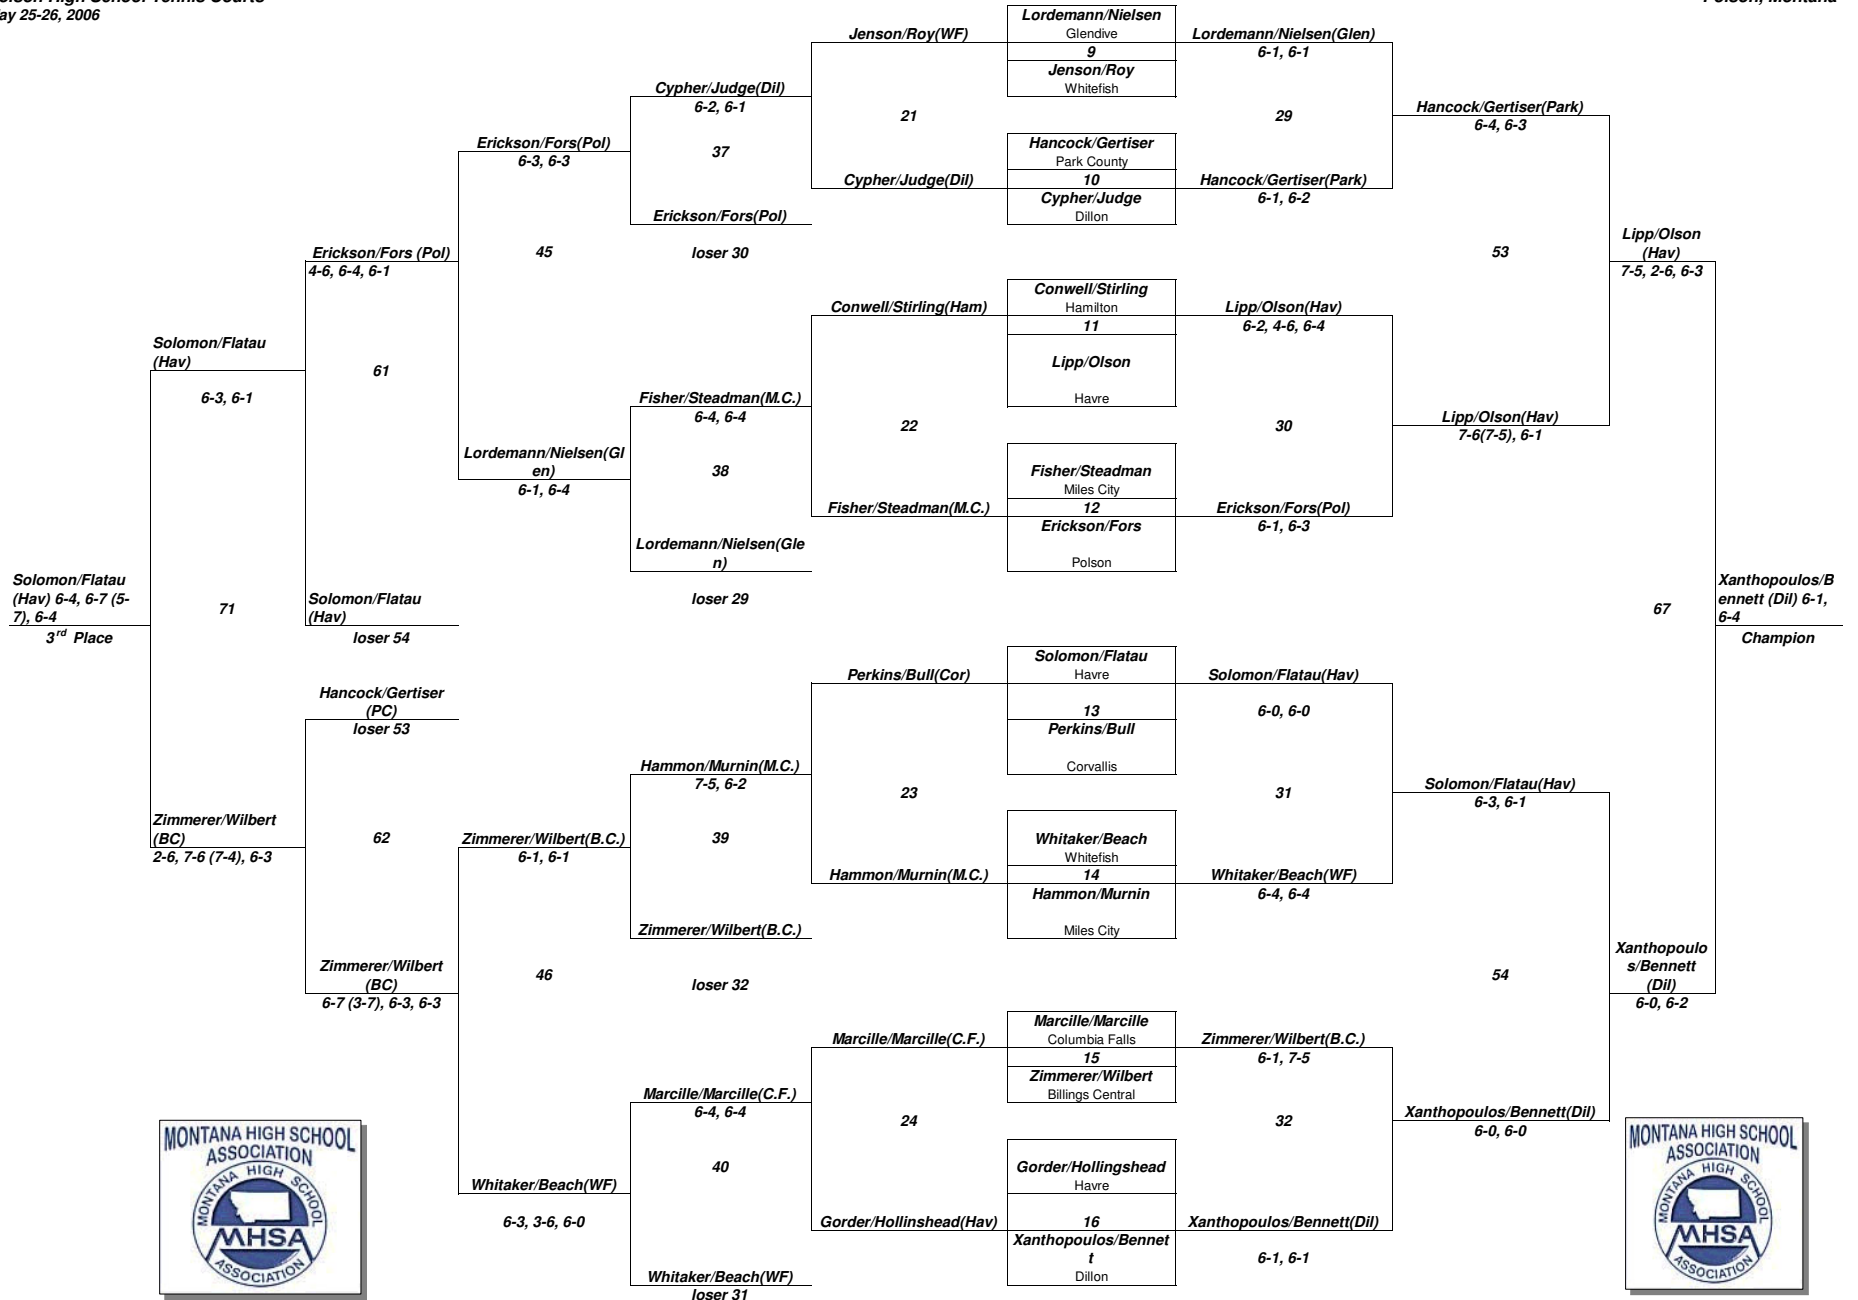 May 25-26, 2006
Lordemann/Nielsen
Glendive
9
Jenson/Roy
Whitefish
Hancock/Gertiser
Park County
10
Cypher/Judge
Dillon
Conwell/Stirling
Hamilton
11
Lipp/Olson
Havre
Fisher/Steadman
Miles City
12
Erickson/Fors
Polson
Solomon/Flatau
Havre
13
Perkins/Bull
Corvallis
Whitaker/Beach
Whitefish
14
Hammon/Murnin
Miles City
Marcille/Marcille
Columbia Falls
15
Zimmerer/Wilbert
Billings Central
Gorder/Hollingshead
Havre
16
Xanthopoulos/Bennet
t
Dillon
Lordemann/Nielsen(Glen)
6-1, 6-1
29
Hancock/Gertiser(Park)
6-1, 6-2
Lipp/Olson(Hav)
6-2, 4-6, 6-4
30
Erickson/Fors(Pol)
6-1, 6-3
Solomon/Flatau(Hav)
6-0, 6-0
31
Whitaker/Beach(WF)
6-4, 6-4
Zimmerer/Wilbert(B.C.)
6-1, 7-5
32
Xanthopoulos/Bennett(Dil)
6-1, 6-1
Hancock/Gertiser(Park)
6-4, 6-3
53
Lipp/Olson(Hav)
7-6(7-5), 6-1
Solomon/Flatau(Hav)
6-3, 6-1
54
Xanthopoulos/Bennett(Dil)
6-0, 6-0
Lipp/Olson
(Hav)
7-5, 2-6, 6-3
67
Xanthopoulo
s/Bennett
(Dil)
6-0, 6-2
Xanthopoulos/B
ennett (Dil) 6-1,
6-4
Champion
Jenson/Roy(WF)
21
Cypher/Judge(Dil)
Conwell/Stirling(Ham)
22
Fisher/Steadman(M.C.)
Perkins/Bull(Cor)
23
Hammon/Murnin(M.C.)
Marcille/Marcille(C.F.)
24
Gorder/Hollinshead(Hav)
Cypher/Judge(Dil)
6-2, 6-1
37
Erickson/Fors(Pol)
loser 30
Fisher/Steadman(M.C.)
6-4, 6-4
38
Lordemann/Nielsen(Gle
n)
loser 29
Hammon/Murnin(M.C.)
7-5, 6-2
39
Zimmerer/Wilbert(B.C.)
loser 32
Marcille/Marcille(C.F.)
6-4, 6-4
40
Whitaker/Beach(WF)
loser 31
Erickson/Fors(Pol)
6-3, 6-3
45
Lordemann/Nielsen(Gl
en)
6-1, 6-4
Zimmerer/Wilbert(B.C.)
6-1, 6-1
46
Whitaker/Beach(WF)
6-3, 3-6, 6-0
Erickson/Fors (Pol)
4-6, 6-4, 6-1
61
Solomon/Flatau
(Hav)
loser 54
Hancock/Gertiser
(PC)
loser 53
62
Zimmerer/Wilbert
(BC)
6-7 (3-7), 6-3, 6-3
Solomon/Flatau
(Hav)
6-3, 6-1
71
Zimmerer/Wilbert
(BC)
2-6, 7-6 (7-4), 6-3
Solomon/Flatau
(Hav) 6-4, 6-7 (5-
7), 6-4
3rd Place
MONTANA HIGH SCHOOL
ASSOCIATION
MONTANA HIGH SCHOOL
MHSA
ASSOCIATION
MONTANA HIGH SCHOOL
ASSOCIATION
MONTANA HIGH SCHOOL
MHSA
ASSOCIATION